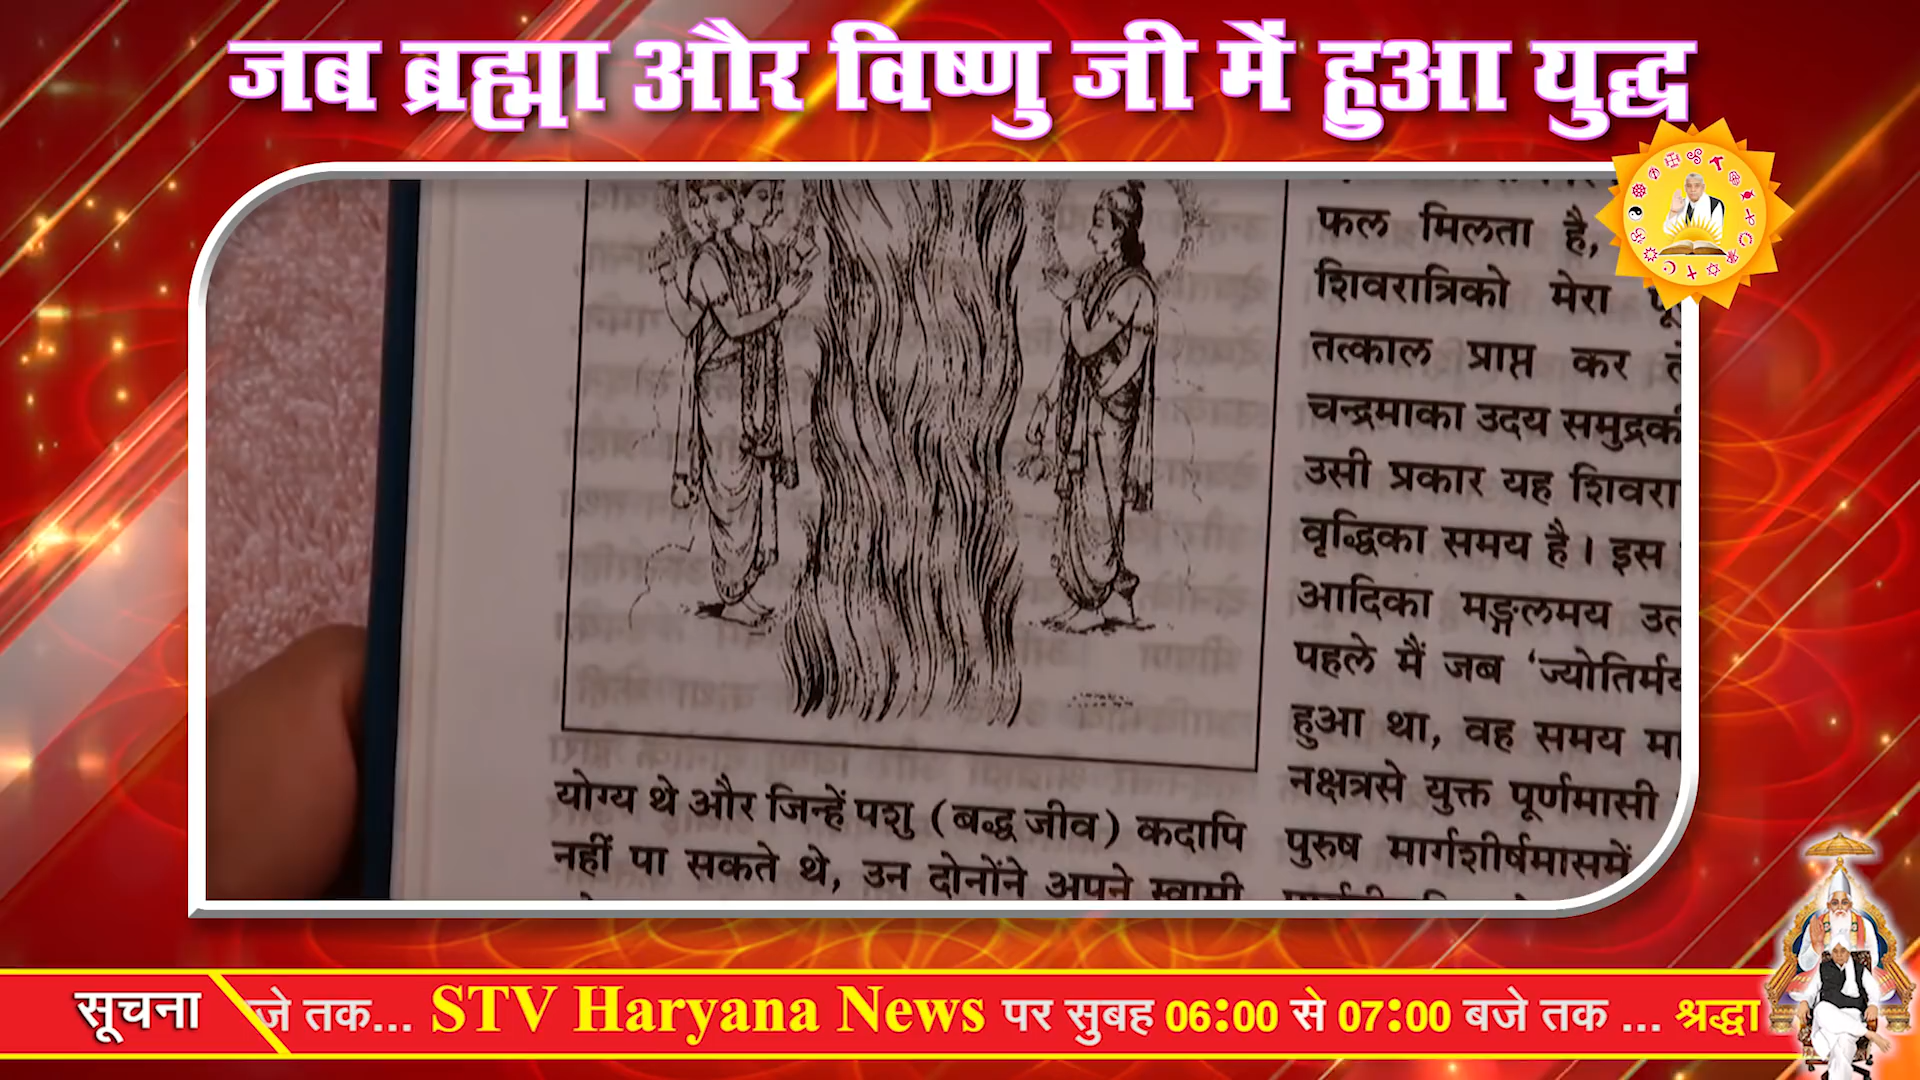 जब ब्रह्मा और विष्णु जी में हुआ युद्ध
फल मिलता है,
शिवरात्रिको मेरा
तत्काल प्राप्त कर
चन्द्रमाका उदय समुद्रकी
उसी प्रकार यह शिवरा
वृद्धिका समय है। इस
आदिका मङ्गलमय उत
पहले मैं जब ‘ज्योतिर्मय
हुआ था, वह समय मा
नक्षत्रसे युक्त पूर्णमासी
पुरुष मार्गशीर्षमासमें
योग्य थे और जिन्हें पशु (बद्ध जीव) कदापि
नहीं पा सकते थे, उन दोनोंने अपने स्वामी
सूचना
जे तक... STV Haryana News पर सुबह 06:00 से 07:00 बजे तक ... श्रद्धा